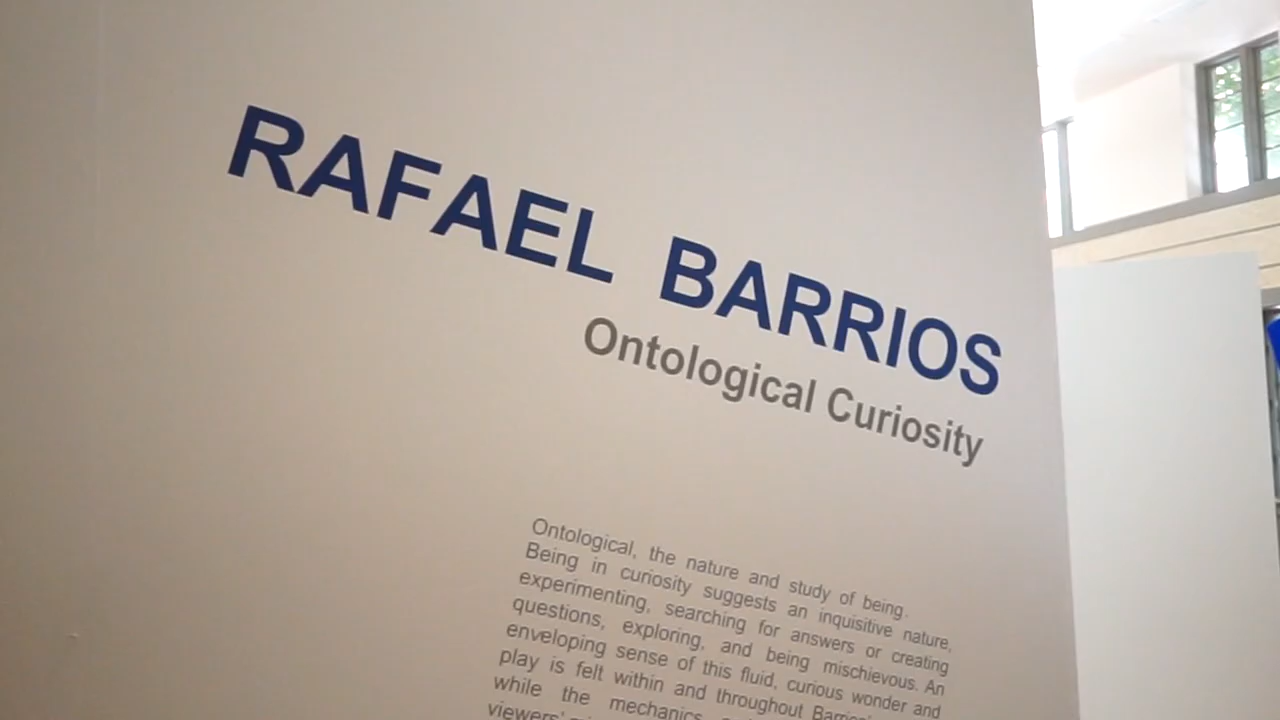 RAFAEL BARRIOS
Ontological Curiosity
Ontological, the nature and study of being.
Being in curiosity suggests an inquisitive nature,
experimenting, searching for answers or creating
questions, exploring, and being mischievous. An
enveloping sense of this fluid, curious wonder and
play is felt within and throughout
while the mechanics
viewers'